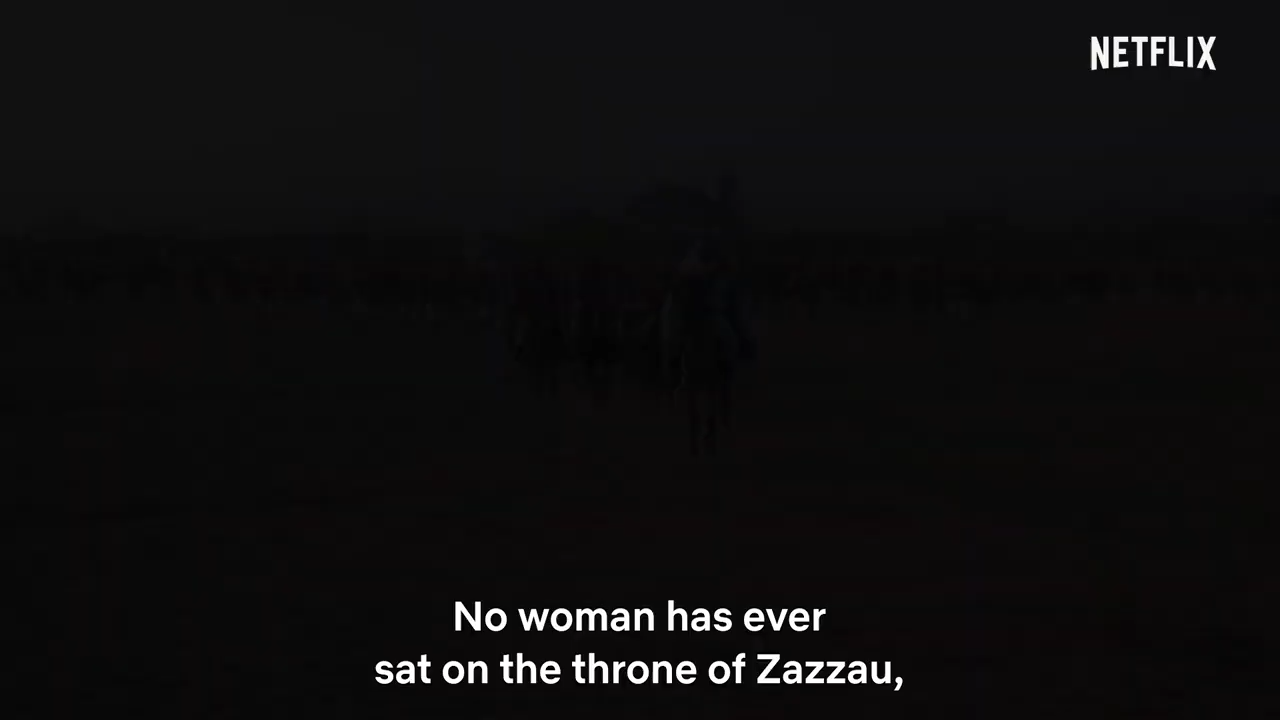 NETFLIX
No woman has ever
sat on the throne of Zazzau,